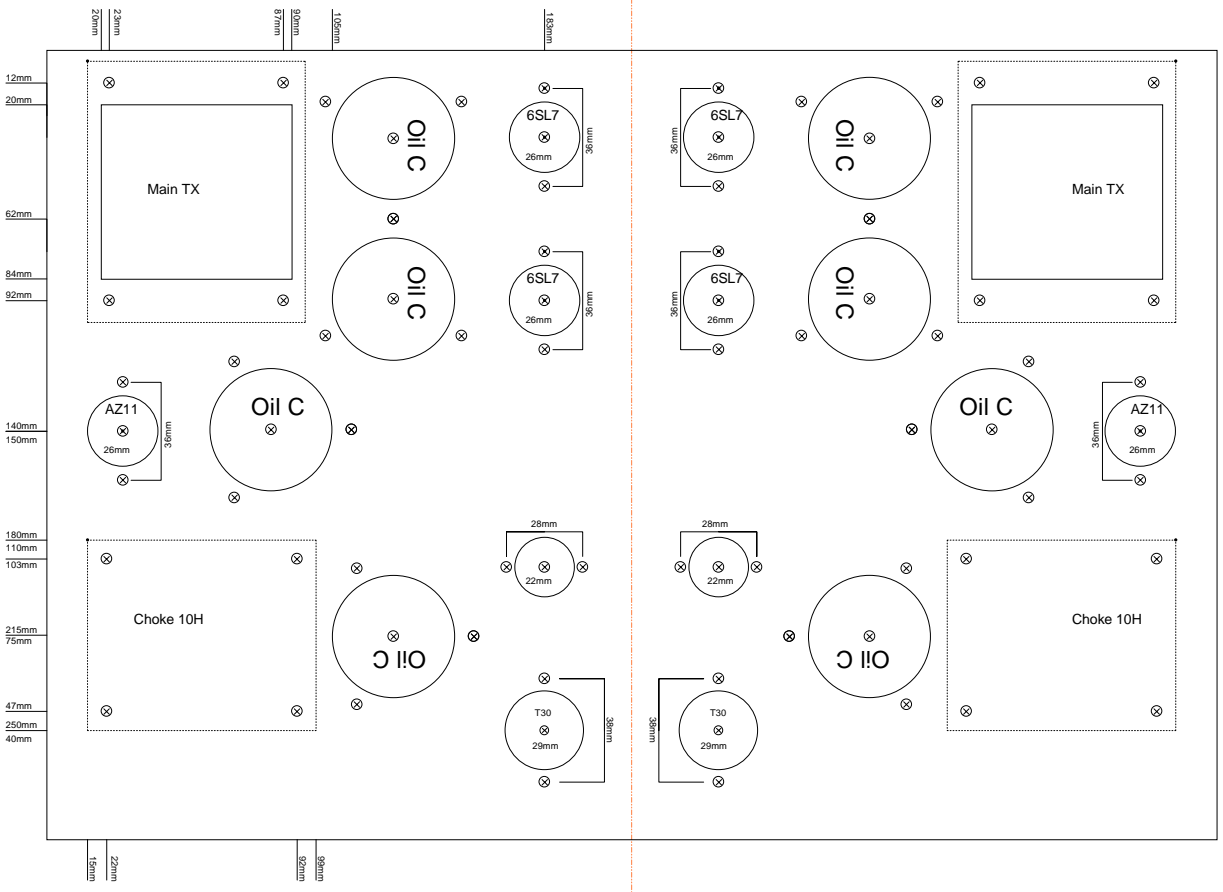 20mm
23mm
87mm
90mm
105mm
183mm
12mm
20mm
62mm
84mm
92mm
140mm
150mm
180mm
110mm
103mm
215mm
75mm
47mm
250mm
40mm
Main TX
Oil C
6SL7
26mm
36mm
36mm
6SL7
26mm
Oil C
Main TX
Oil C
6SL7
26mm
36mm
36mm
6SL7
26mm
Oil C
AZ11
26mm
36mm
Oil C
Oil C
36mm
AZ11
26mm
28mm
22mm
28mm
22mm
Choke 10H
Oil C
Oil C
Choke 10H
T30
29mm
38mm
38mm
T30
29mm
15mm
22mm
92mm
99mm